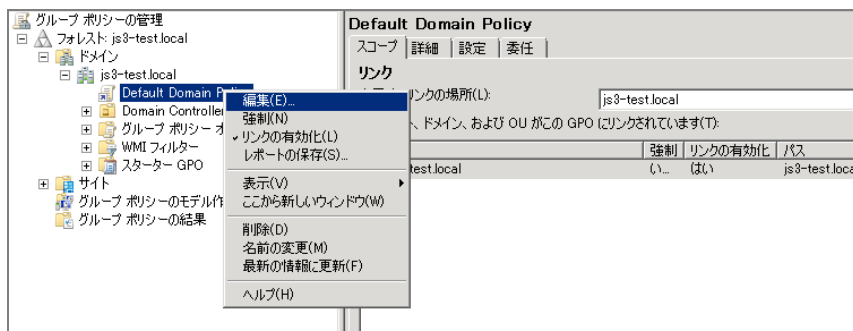 グループ ポリシーの管理
フォレスト: js3-test.local
ドメイン
js3-test.local
Default Domain P
Domain Controller
グループ ポリシー オ
WMI フィルター
スターター GPO
サイト
グループ ポリシーのモデル作
グループ ポリシーの結果
編集(E)...
強制(N)
リンクの有効化(L)
レポートの保存(S)...
表示(V)
ここから新しいウィンドウ(W)
削除(D)
名前の変更(M)
最新の情報に更新(F)
ヘルプ(H)
Default Domain Policy
スコープ 詳細 設定 委任
リンク
リンクの場所(L): js3-test.local
、ドメイン、および OU がこの GPO にリンクされています(T):
強制 リンクの有効化 パス
test.local い... はい js3-test.loca